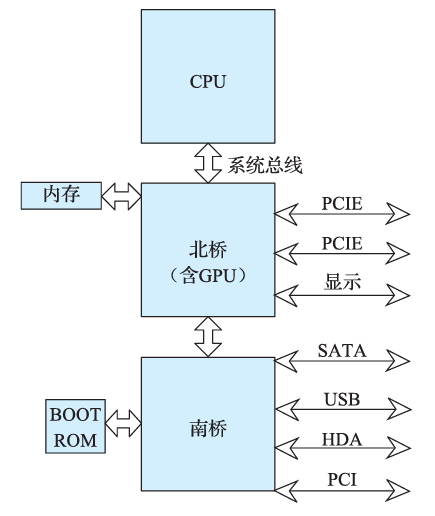 CPU
系统总线
内存
北桥
（含GPU）
PCIE
PCIE
显示
BOOT
ROM
南桥
SATA
USB
HDA
PCI